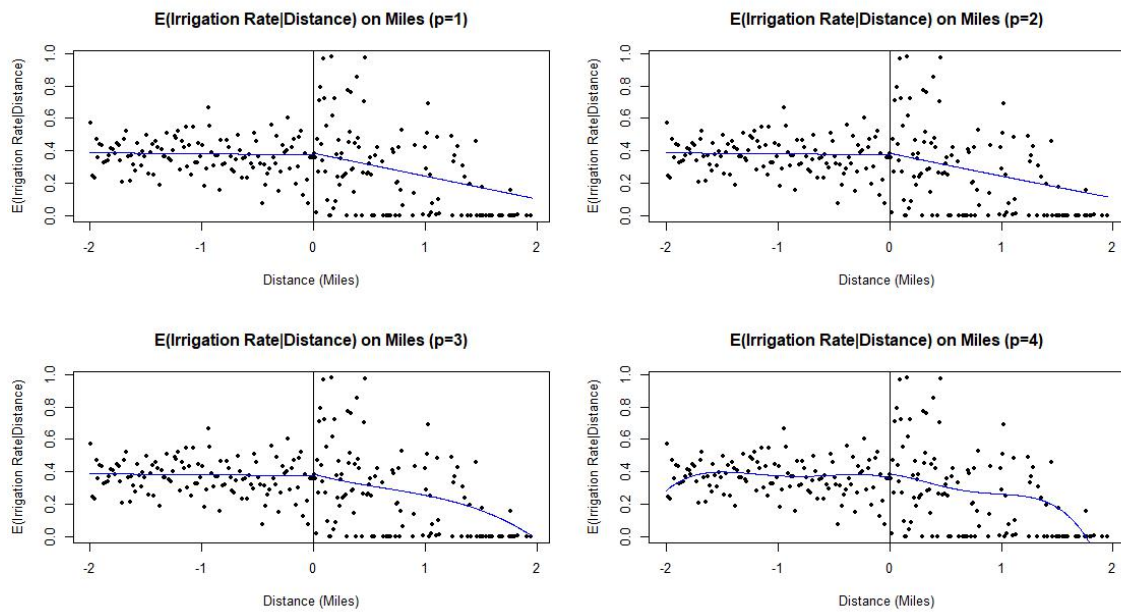 E(Irrigation Rate|Distance) on Miles (p=1)
E(Irrigation Rate|Distance)
0.0 0.2 0.4 0.6 0.8 1.0
-2 -1 0 1 2
Distance (Miles)
E(Irrigation Rate|Distance) on Miles (p=2)
E(Irrigation Rate|Distance)
0.0 0.2 0.4 0.6 0.8 1.0
-2 -1 0 1 2
Distance (Miles)
E(Irrigation Rate|Distance) on Miles (p=3)
E(Irrigation Rate|Distance)
0.0 0.2 0.4 0.6 0.8 1.0
-2 -1 0 1 2
Distance (Miles)
E(Irrigation Rate|Distance) on Miles (p=4)
E(Irrigation Rate|Distance)
0.0 0.2 0.4 0.6 0.8 1.0
-2 -1 0 1 2
Distance (Miles)